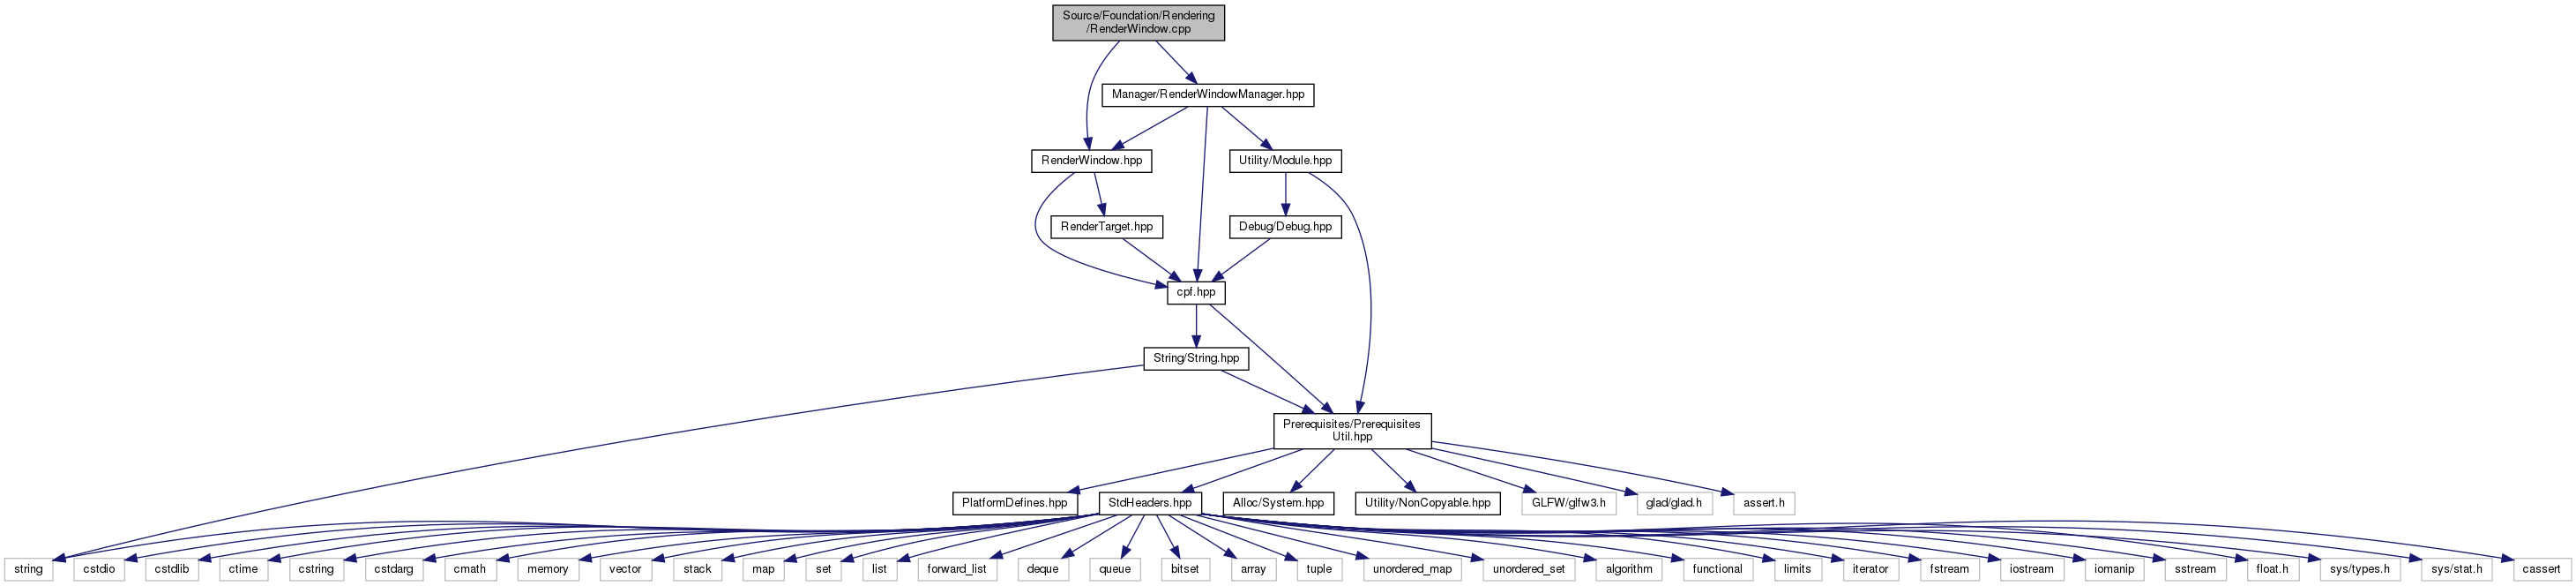 Source/Foundation/Rendering
/RenderWindow.cpp
Manager/RenderWindowManager.hpp
RenderWindow.hpp
Utility/Module.hpp
RenderTarget.hpp
Debug/Debug.hpp
cpf.hpp
String/String.hpp
Prerequisites/Prerequisites
Util.hpp
PlatformDefines.hpp
StdHeaders.hpp
Alloc/System.hpp
Utility/NonCopyable.hpp
GLFW/glfw3.h
glad/glad.h
assert.h
string
cstdio
cstdlib
ctime
cstring
cstdarg
cmath
memory
vector
stack
map
set
list
forward_list
deque
queue
bitset
array
tuple
unordered_map
unordered_set
algorithm
functional
limits
iterator
fstream
iostream
iomanip
sstream
float.h
sys/types.h
sys/stat.h
cassert